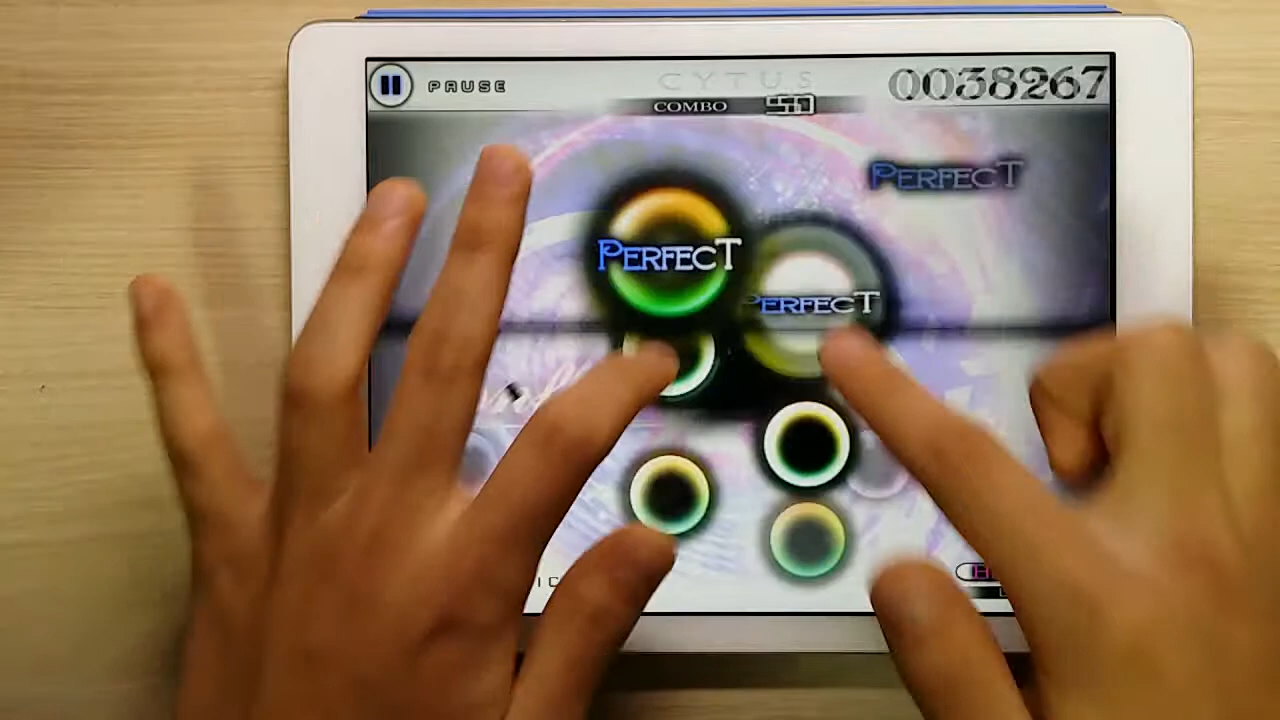 PAUSE
CYTUS
0038267
COMBO
PERFECT
PERFECT
PERFECT